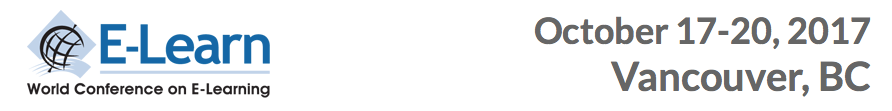 E-Learn
World Conference on E-Learning
October 17-20, 2017
Vancouver, BC